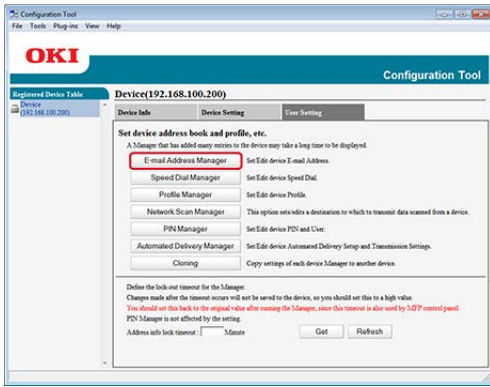 Configuration Tool
File Tools Plug-ins View Help
OKI
Configuration Tool
Registered Device Table
Device
(192.168.100.200)
Device(192.168.100.200)
Device Info Device Setting User Setting
Set device address book and profile, etc.
A Manager that has added many entries to the device may take a long time to be displayed.
E-mail Address Manager Set Edit device E-mail Address.
Speed Dial Manager Set Edit device Speed Dial.
Profile Manager Set Edit device Profile.
Network Scan Manager This option sets/edits a destination to which to transmit data scanned from a device.
PIN Manager Set Edit device PIN and User.
Automated Delivery Manager Set Edit device Automated Delivery Setup and Transmission Settings.
Cloning Copy settings of each device Manager to another device.
Define the lock-out timeout for the Manager.
Changes made after the timeout occurs will not be saved to the device, so you should set this to a high value.
You should set this back to the original value after running the Manager, since this timeout is also used by MFP control panel.
PIN Manager is not affected by the setting.
Address info lock timeout : Minute Get Refresh